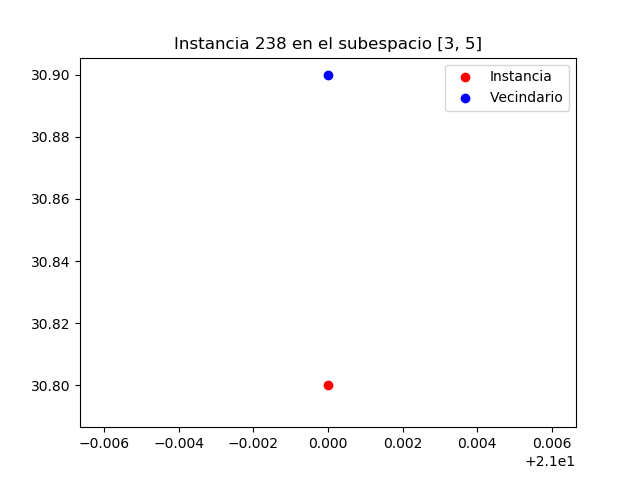 Instancia 238 en el subespacio [3, 5]
Instancia
Vecindario
30.90
30.88
30.86
30.84
30.82
30.80
−0.006 −0.004 −0.002 0.000 0.002 0.004 0.006
+2.1e1